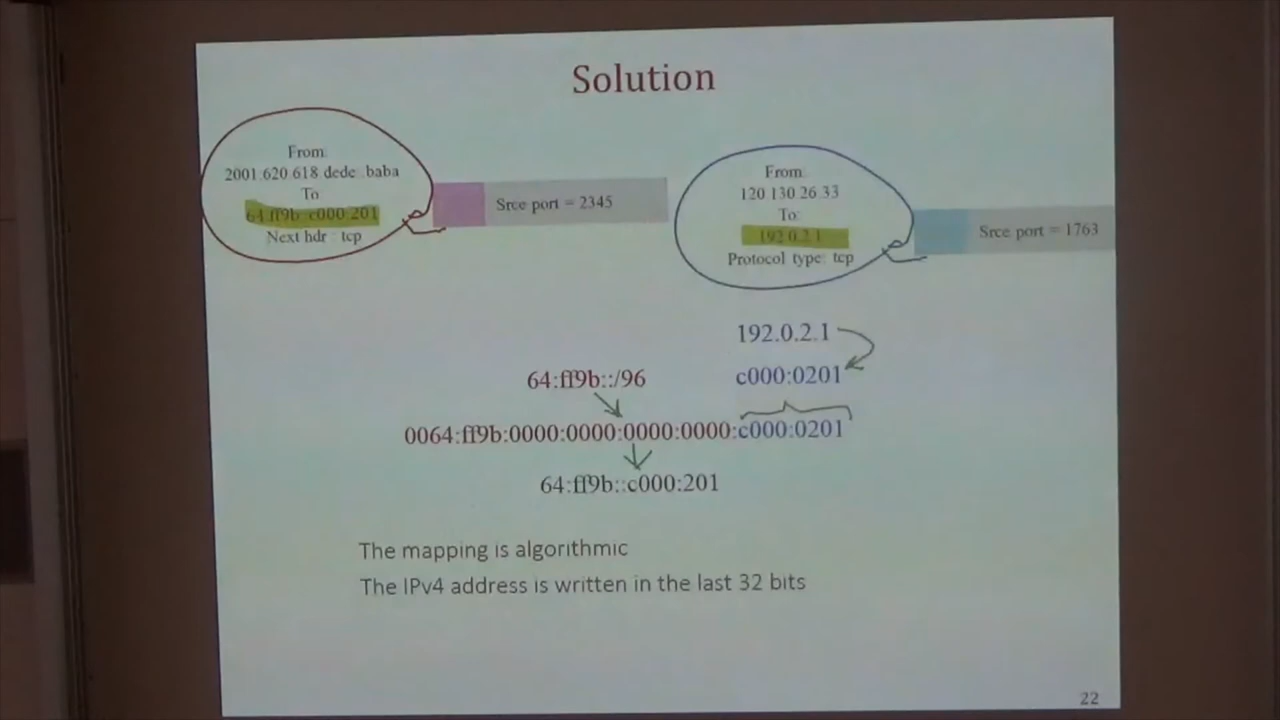 Solution
From:
2001:620:618:dede::baba
To:
64:ff9b::c000:201
Next hdr : tcp
Srce port = 2345
From:
120.130.26.33
To:
192.0.2.1
Protocol type: tcp
Srce port = 1763
192.0.2.1
64:ff9b::/96
c000:0201
0064:ff9b:0000:0000:0000:0000:c000:0201
64:ff9b::c000:201
The mapping is algorithmic
The IPv4 address is written in the last 32 bits
22